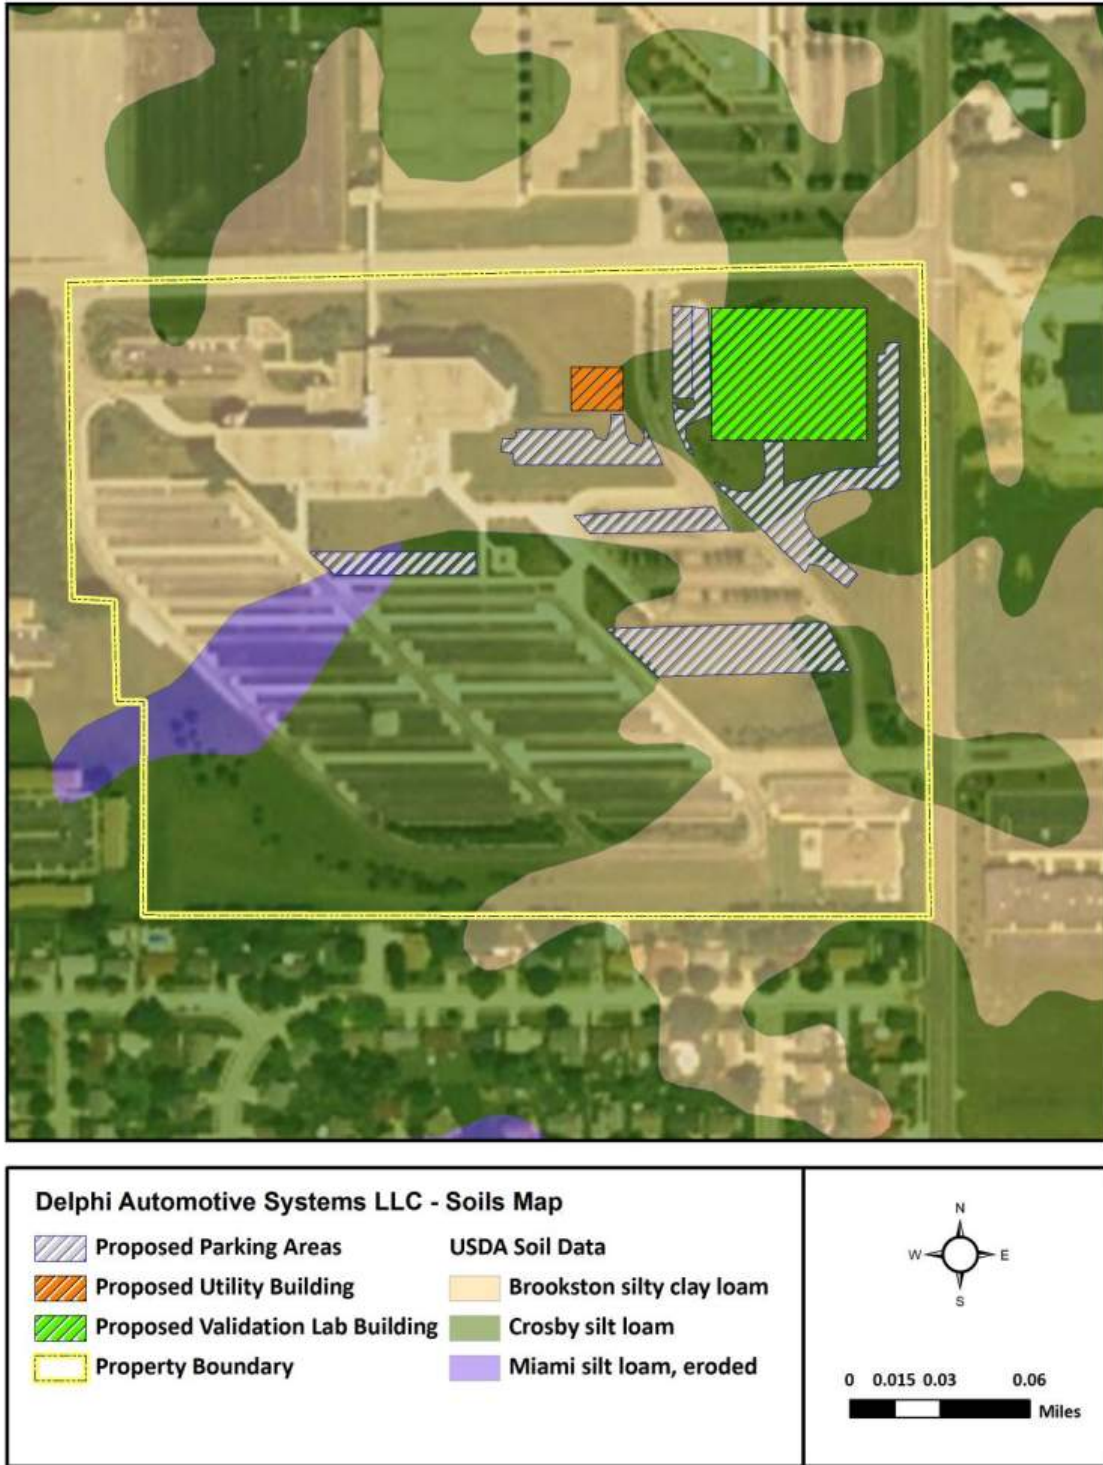 Delphi Automotive Systems LLC - Soils Map
Proposed Parking Areas
Proposed Utility Building
Proposed Validation Lab Building
Property Boundary
USDA Soil Data
Brookston silty clay loam
Crosby silt loam
Miami silt loam, eroded
N
W E
S
0 0.015 0.03 0.06
Miles